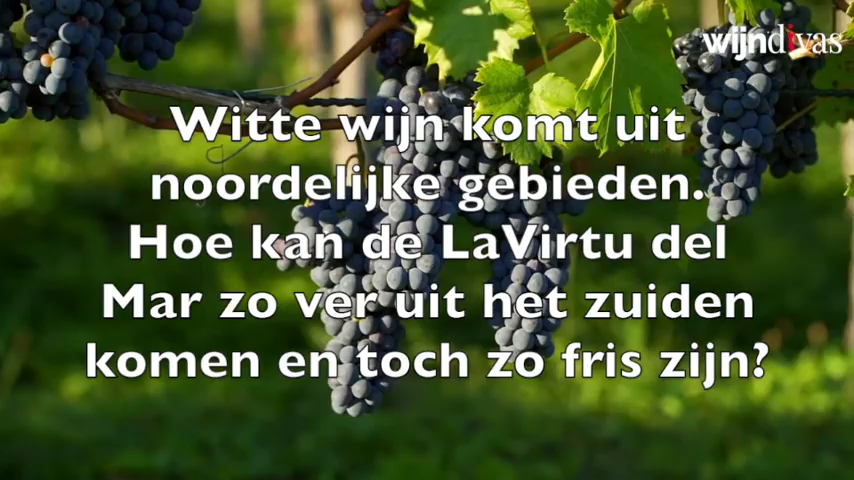 wijndivas
Witte wijn komt uit
noordelijke gebieden.
Hoe kan de LaVirtu del
Mar zo ver uit het zuiden
komen en toch zo fris zijn?